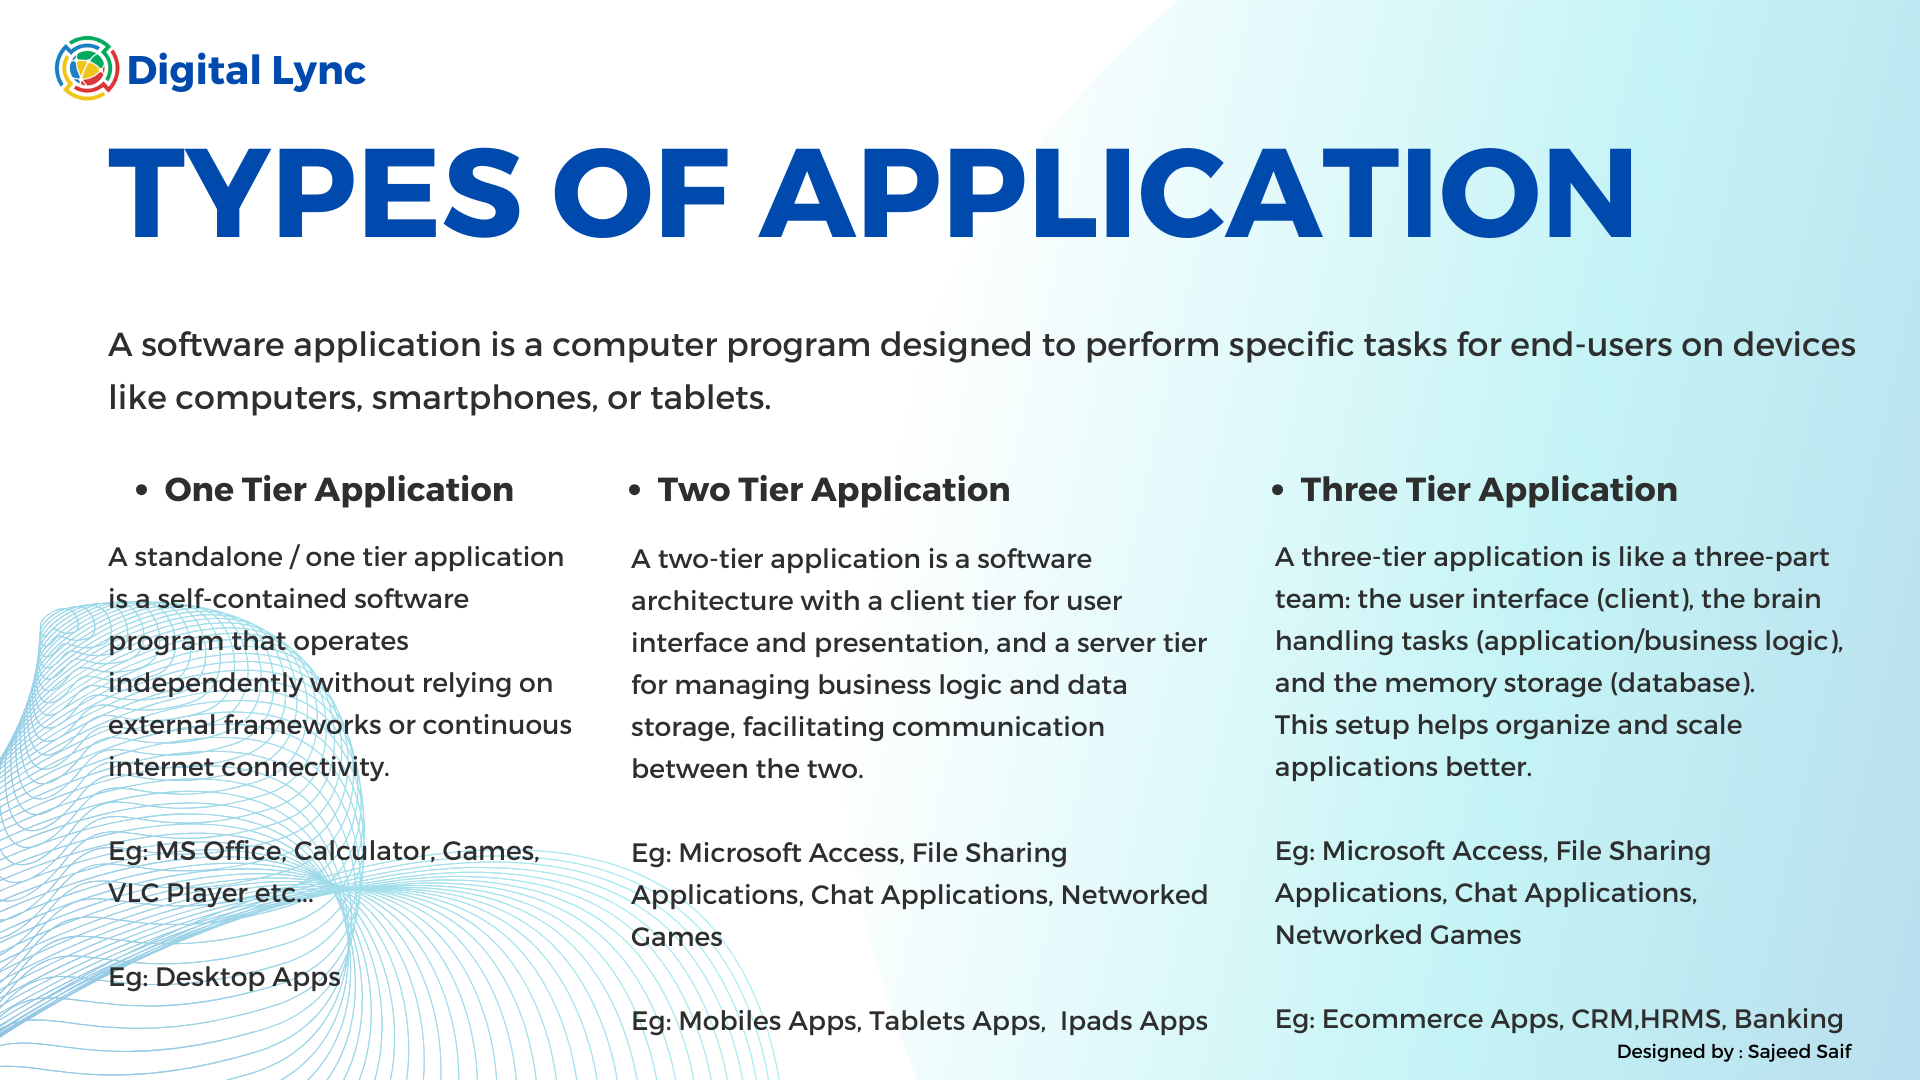 Digital Lync
TYPES OF APPLICATION
A software application is a computer program designed to perform specific tasks for end-users on devices
like computers, smartphones, or tablets.
• One Tier Application
A standalone / one tier application
is a self-contained software
program that operates
independently without relying on
external frameworks or continuous
internet connectivity.
Eg: MS Office, Calculator, Games,
VLC Player etc...
Eg: Desktop Apps
• Two Tier Application
A two-tier application is a software
architecture with a client tier for user
interface and presentation, and a server tier
for managing business logic and data
storage, facilitating communication
between the two.
Eg: Microsoft Access, File Sharing
Applications, Chat Applications, Networked
Games
Eg: Mobiles Apps, Tablets Apps,  Ipads Apps
• Three Tier Application
A three-tier application is like a three-part
team: the user interface (client), the brain
handling tasks (application/business logic),
and the memory storage (database).
This setup helps organize and scale
applications better.
Eg: Microsoft Access, File Sharing
Applications, Chat Applications,
Networked Games
Eg: Ecommerce Apps, CRM,HRMS, Banking
Designed by : Sajeed Saif